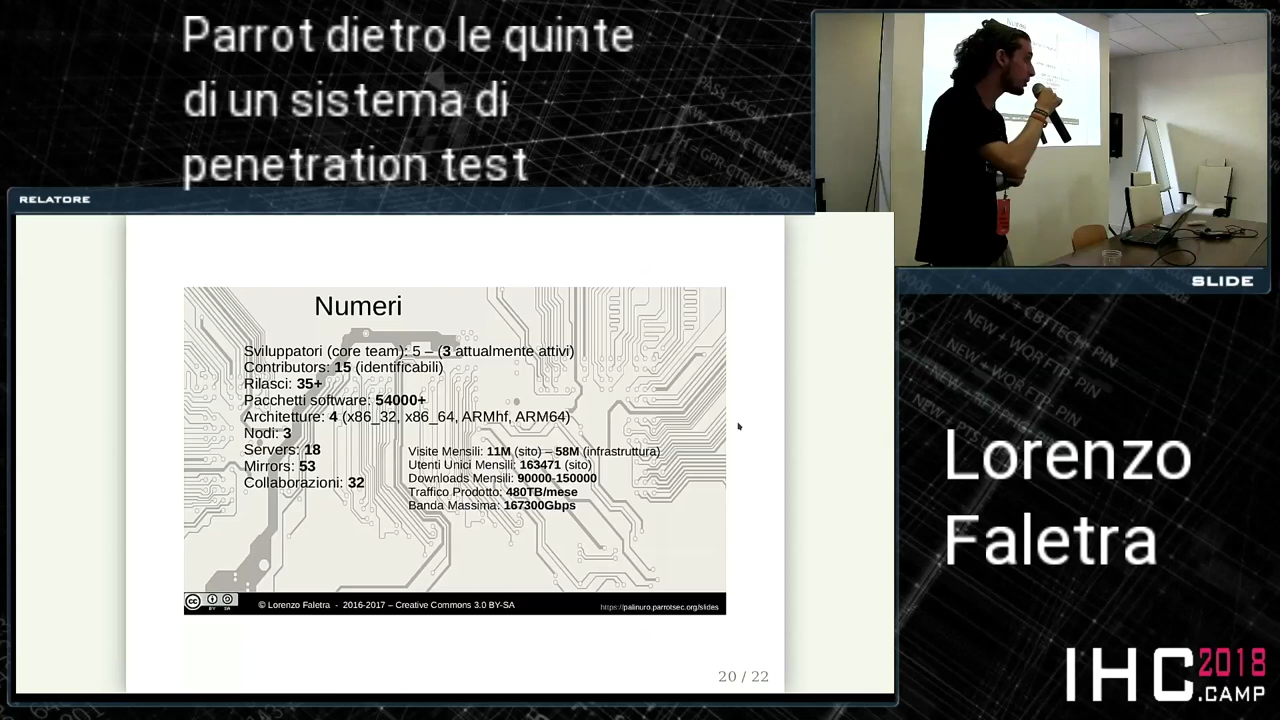 Parrot dietro le quinte
di un sistema di
penetration test
RELATORE
SLIDE
Numeri
Sviluppatori (core team): 5 – (3 attualmente attivi)
Contributors: 15 (identificabili)
Rilasci: 35+
Pacchetti software: 54000+
Architetture: 4 (x86_32, x86_64, ARMhf, ARM64)
Nodi: 3
Servers: 18
Mirrors: 53
Collaborazioni: 32
Visite Mensili: 11M (sito) – 58M (infrastruttura)
Utenti Unici Mensili: 163471 (sito)
Downloads Mensili: 90000-150000
Traffico Prodotto: 480TB/mese
Banda Massima: 167300Gbps
© Lorenzo Faletra - 2016-2017 – Creative Commons 3.0 BY-SA
https://palinuro.parrotsec.org/slides
20 / 22
Lorenzo
Faletra
IHC 2018
.CAMP